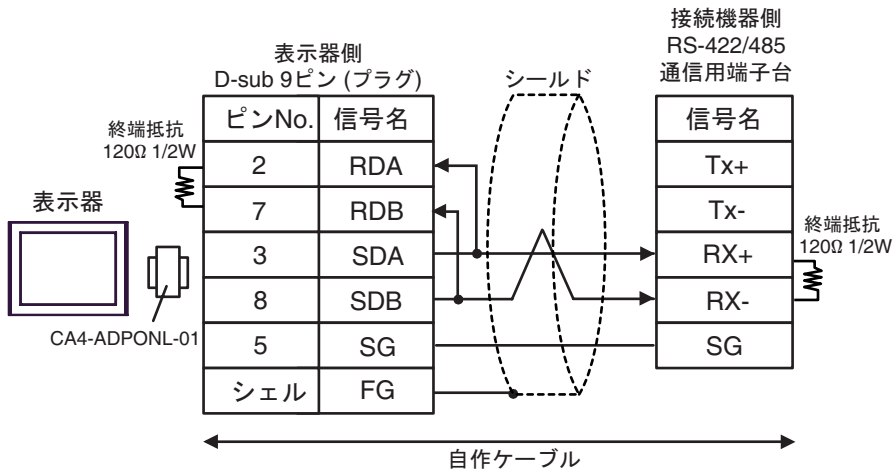 接続機器側
RS-422/485
通信用端子台
表示器側
D-sub 9ピン (プラグ)
シールド
ピンNo. 信号名
信号名
終端抵抗
120Ω 1/2W
2 RDA
Tx+
7 RDB
Tx-
表示器
3 SDA
RX+
終端抵抗
120Ω 1/2W
8 SDB
RX-
CA4-ADPONL-01
5 SG
SG
シェル FG
自作ケーブル